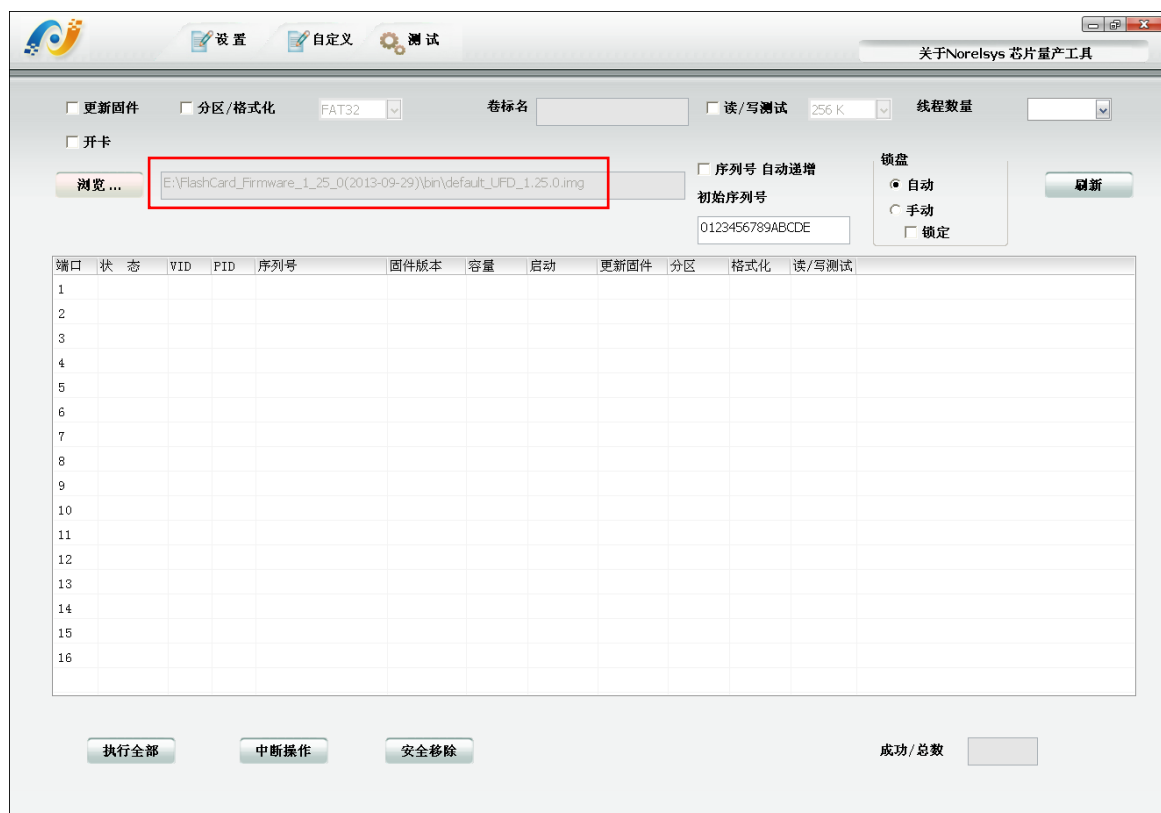 设 置 自定义 测 试
关于Norelsys 芯片量产工具
更新固件 分区/格式化 FAT32 卷标名 读/写测试 256 K 线程数量
开卡
浏览 ... E:\FlashCard_Firmware_1_25_0(2013-09-29)\bin\default_UFD_1.25.0.img
序列号 自动递增
初始序列号
0123456789ABCDE
锁盘
自动
手动
锁定
刷新
端口 状 态 VID PID 序列号 固件版本 容量 启动 更新固件 分区 格式化 读/写测试
1
2
3
4
5
6
7
8
9
10
11
12
13
14
15
16
执行全部 中断操作 安全移除 成功/总数